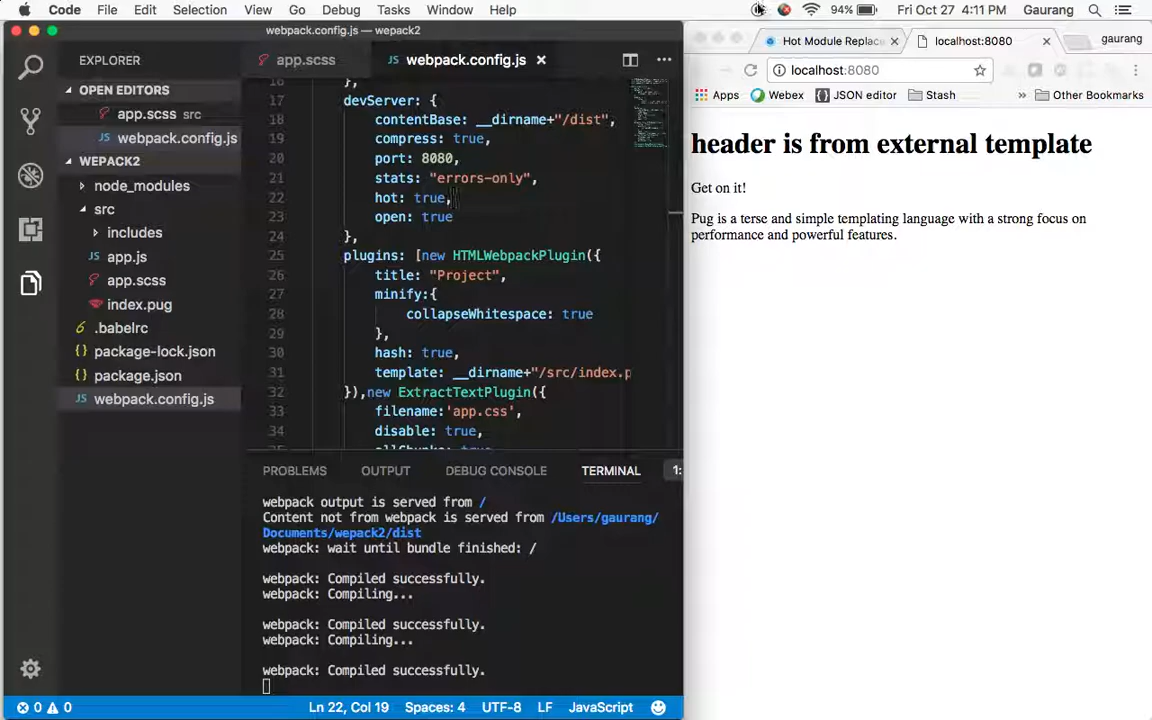 Code File Edit Selection View Go Debug Tasks Window Help 94% Fri Oct 27 4:11 PM Gaurang
webpack.config.js — wepack2
EXPLORER
OPEN EDITORS
app.scss src
JS webpack.config.js
WEPACK2
node_modules
src
includes
app.js
app.scss
index.pug
.babelrc
{} package-lock.json
{} package.json
JS webpack.config.js
app.scss JS webpack.config.js
},
17 devServer: {
18 contentBase: __dirname+"/dist",
19 compress: true,
20 port: 8080,
21 stats: "errors-only",
22 hot: true,
23 open: true
24 },
25 plugins: [new HTMLWebpackPlugin({
26 title: "Project",
27 minify:{
28 collapseWhitespace: true
29 },
30 hash: true,
31 template: __dirname+"/src/index.p
32 }),new ExtractTextPlugin({
33 filename:'app.css',
34 disable: true,
PROBLEMS OUTPUT DEBUG CONSOLE TERMINAL 1:
webpack output is served from /
Content not from webpack is served from /Users/gaurang/
Documents/wepack2/dist
webpack: wait until bundle finished: /
webpack: Compiled successfully.
webpack: Compiling...
webpack: Compiled successfully.
webpack: Compiling...
webpack: Compiled successfully.
0 0 Ln 22, Col 19 Spaces: 4 UTF-8 LF JavaScript
Hot Module Replace localhost:8080 gaurang
localhost:8080
Apps Webex JSON editor Stash » Other Bookmarks
header is from external template
Get on it!
Pug is a terse and simple templating language with a strong focus on
performance and powerful features.